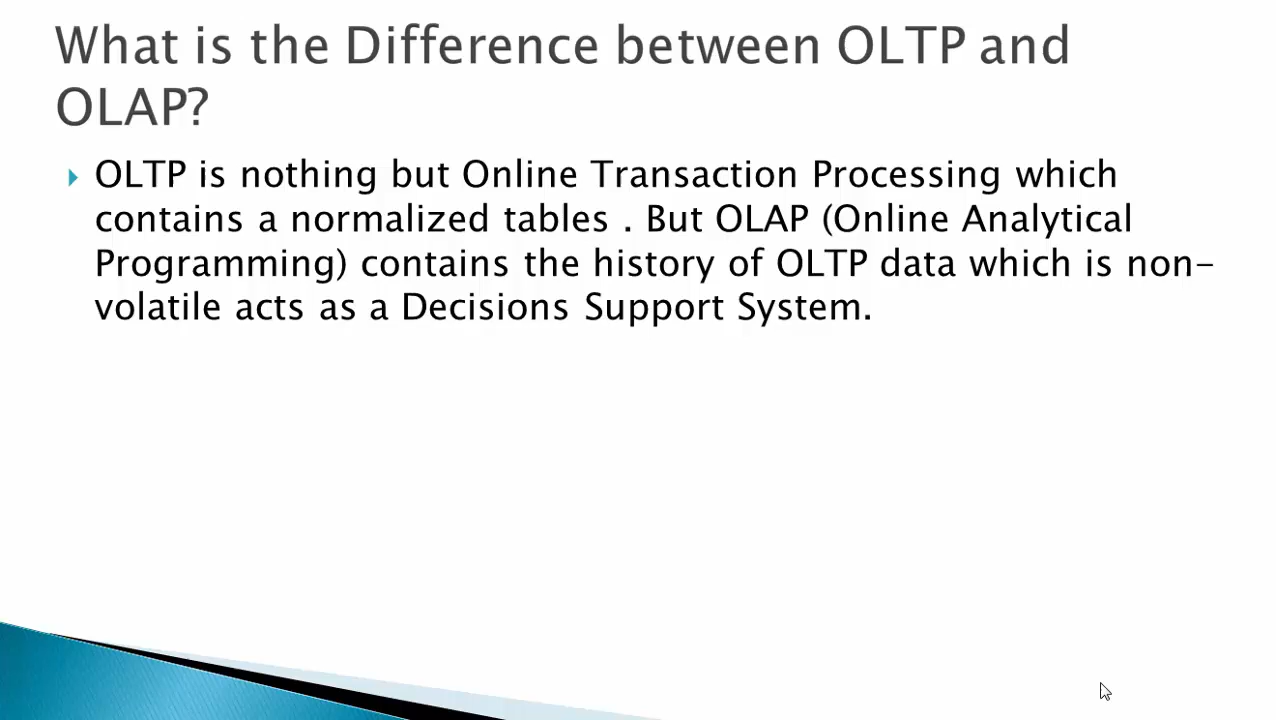 What is the Difference between OLTP and
OLAP?
OLTP is nothing but Online Transaction Processing which
contains a normalized tables . But OLAP (Online Analytical
Programming) contains the history of OLTP data which is non-
volatile acts as a Decisions Support System.